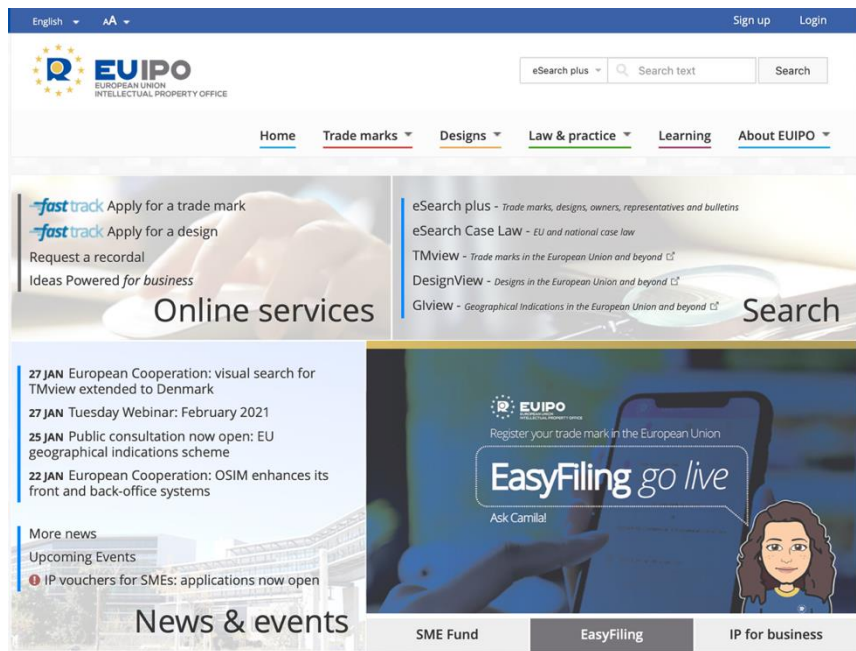 English AA Sign up Login
EUIPO
EUROPEAN UNION
INTELLECTUAL PROPERTY OFFICE
eSearch plus Search text Search
Home Trade marks Designs Law & practice Learning About EUIPO
fast track Apply for a trade mark
fast track Apply for a design
Request a recordal
Ideas Powered for business
Online services
eSearch plus - Trade marks, designs, owners, representatives and bulletins
eSearch Case Law - EU and national case law
TMview - Trade marks in the European Union and beyond
DesignView - Designs in the European Union and beyond
GIview - Geographical Indications in the European Union and beyond
Search
27 JAN European Cooperation: visual search for
TMview extended to Denmark
27 JAN Tuesday Webinar: February 2021
25 JAN Public consultation now open: EU
geographical indications scheme
22 JAN European Cooperation: OSIM enhances its
front and back-office systems
More news
Upcoming Events
IP vouchers for SMEs: applications now open
News & events
EUIPO
EUROPEAN UNION
INTELLECTUAL PROPERTY OFFICE
Register your trade mark in the European Union
EasyFiling go live
Ask Camila!
SME Fund EasyFiling IP for business